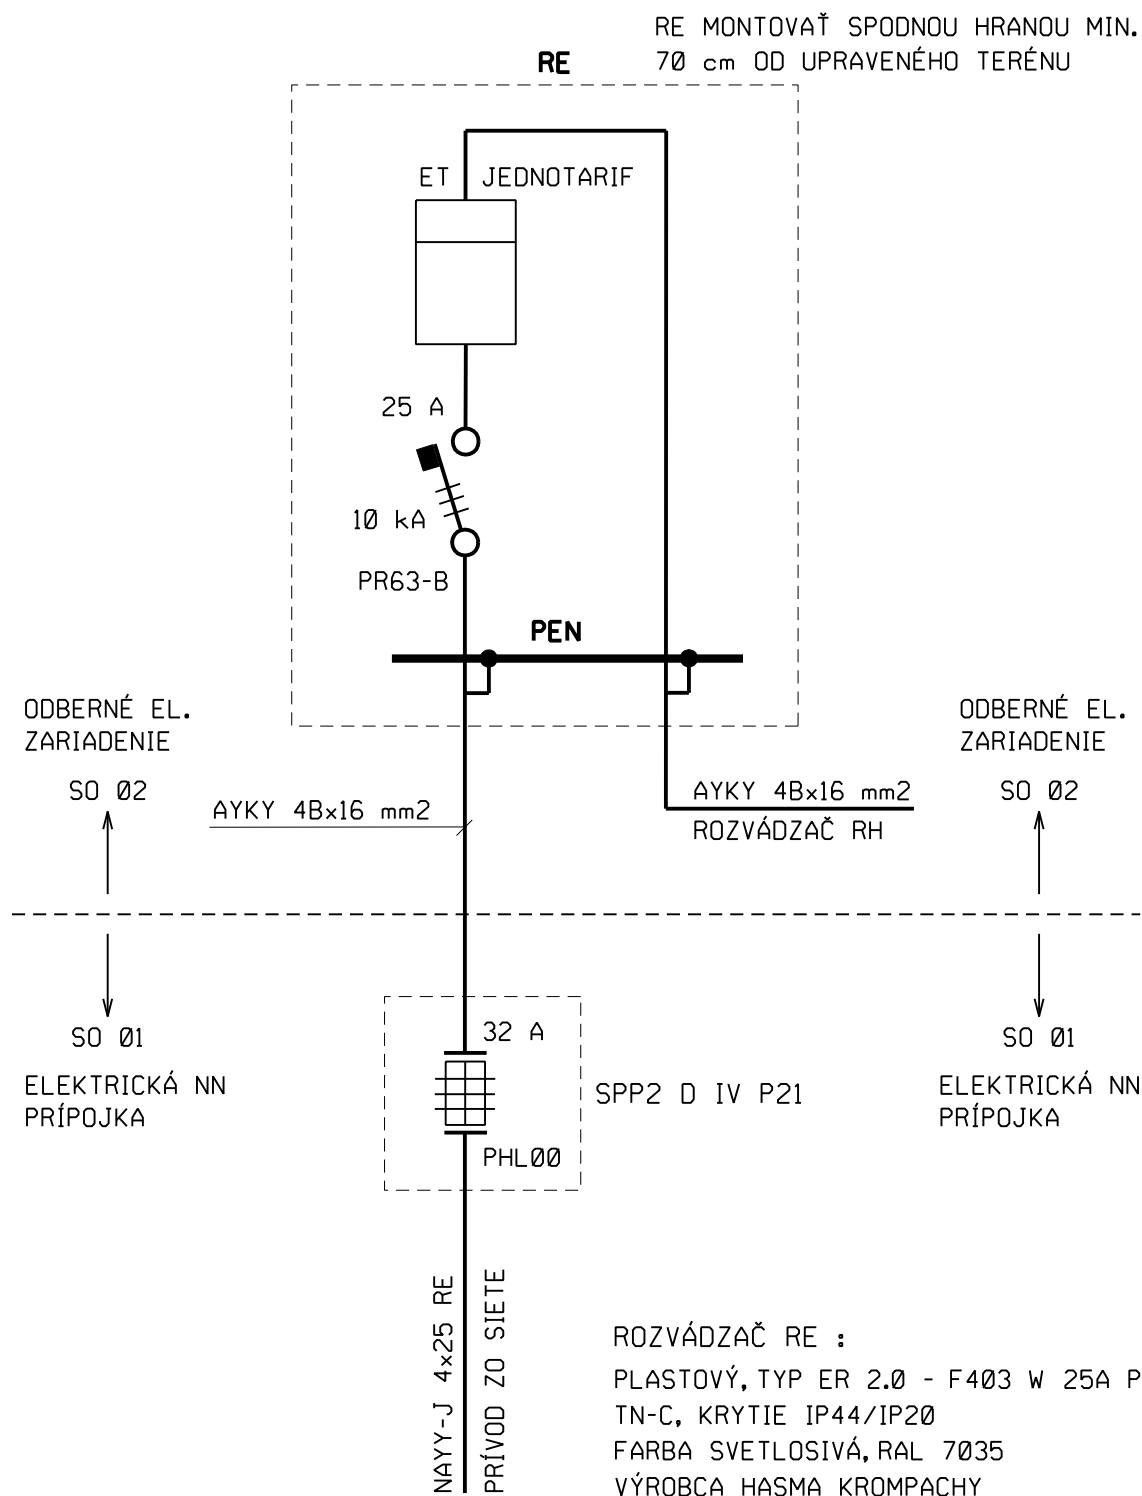 RE MONTOVAŤ SPODNOU HRANOU MIN.
70 cm OD UPRAVENÉHO TERÉNU
RE
ET JEDNOTARIF
25 A
10 kA
PR63-B
PEN
ODBERNÉ EL.
ZARIADENIE
SO 02
ODBERNÉ EL.
ZARIADENIE
SO 02
AYKY 4Bx16 mm2
AYKY 4Bx16 mm2
ROZVÁDZAČ RH
SO 01
ELEKTRICKÁ NN
PRÍPOJKA
32 A
SPP2 D IV P21
PHL00
SO 01
ELEKTRICKÁ NN
PRÍPOJKA
NAYY-J 4x25 RE
PRÍVOD ZO SIETE
ROZVÁDZAČ RE :
PLASTOVÝ, TYP ER 2.0 - F403 W 25A P
TN-C, KRYTIE IP44/IP20
FARBA SVETLOSIVÁ, RAL 7035
VÝROBCA HASMA KROMPACHY